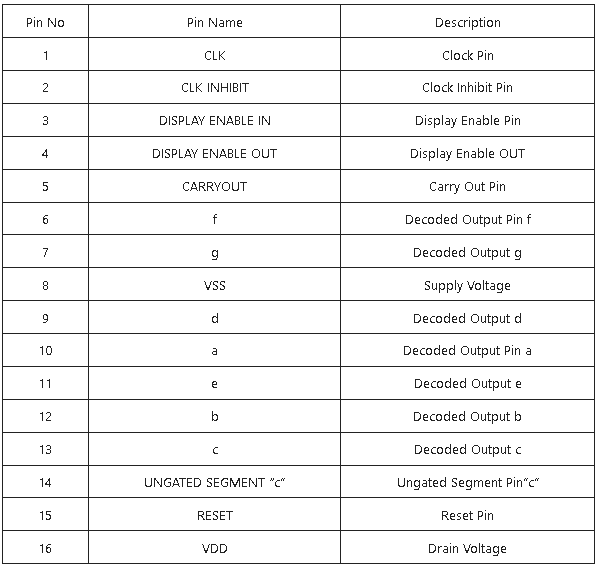 Pin No Pin Name Description
1 CLK Clock Pin
2 CLK INHIBIT Clock Inhibit Pin
3 DISPLAY ENABLE IN Display Enable Pin
4 DISPLAY ENABLE OUT Display Enable OUT
5 CARRYOUT Carry Out Pin
6 f Decoded Output Pin f
7 g Decoded Output g
8 VSS Supply Voltage
9 d Decoded Output d
10 a Decoded Output Pin a
11 e Decoded Output e
12 b Decoded Output b
13 c Decoded Output c
14 UNGATED SEGMENT “c“ Ungated Segment Pin“c“
15 RESET Reset Pin
16 VDD Drain Voltage